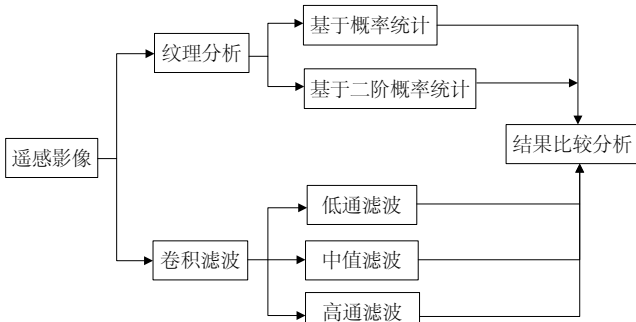 基于概率统计
纹理分析
基于二阶概率统计
遥感影像
结果比较分析
低通滤波
卷积滤波
中值滤波
高通滤波